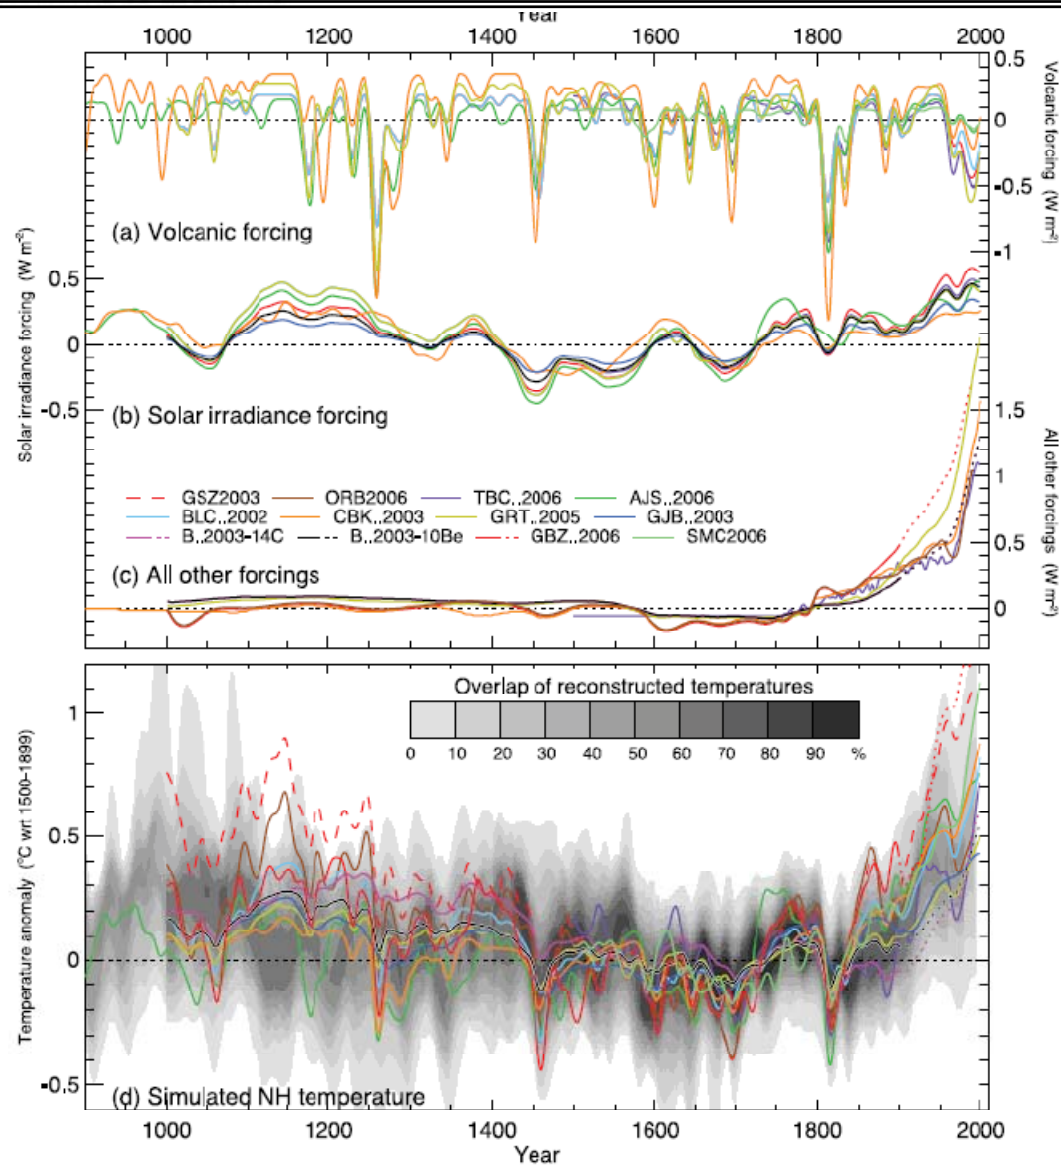 Year
1000 1200 1400 1600 1800 2000
0.5
0
-0.5
-1
Volcanic forcing (W m⁻²)
(a) Volcanic forcing
0.5
0
-0.5
Solar irradiance forcing (W m⁻²)
(b) Solar irradiance forcing
1.5
1
0.5
0
All other forcings (W m⁻²)
GSZ2003 ORB2006 TBC..2006 AJS..2006
BLC..2002 CBK..2003 GRT..2005 GJB..2003
B..2003-14C B..2003-10Be GBZ..2006 SMC2006
(c) All other forcings
Overlap of reconstructed temperatures
0 10 20 30 40 50 60 70 80 90 %
1
0.5
0
-0.5
Temperature anomaly (°C wrt 1500-1899)
(d) Simulated NH temperature
1000 1200 1400 1600 1800 2000
Year